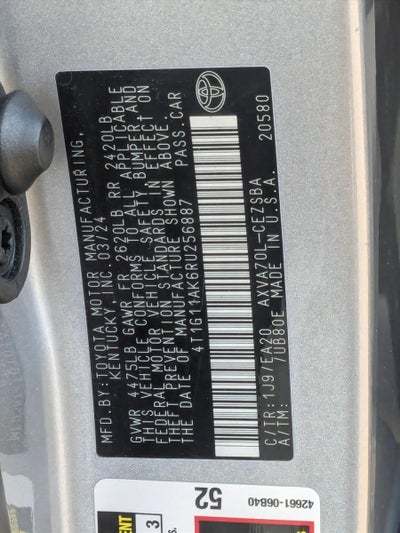 MFD.BY:TOYOTA MOTOR MANUFACTURING,
KENTUCKY, INC.03/24
GVWR 4475LB GAWR FR 2620LB RR 2420LB
THIS VEHICLE CONFORMS TO ALL APPLICABLE
FEDERAL MOTOR VEHICLE SAFETY, BUMPER AND
THEFT PREVENTION STANDARDS IN EFFECT ON
THE DATE OF MANUFACTURE SHOWN ABOVE.
4T1G11AK6RU256887 PASS.CAR
C/TR:1J9/EA20 AXVA70L-CEZSBA
A/TM: /UB80E MADE IN U.S.A. 20580
52
42661-06B40
3